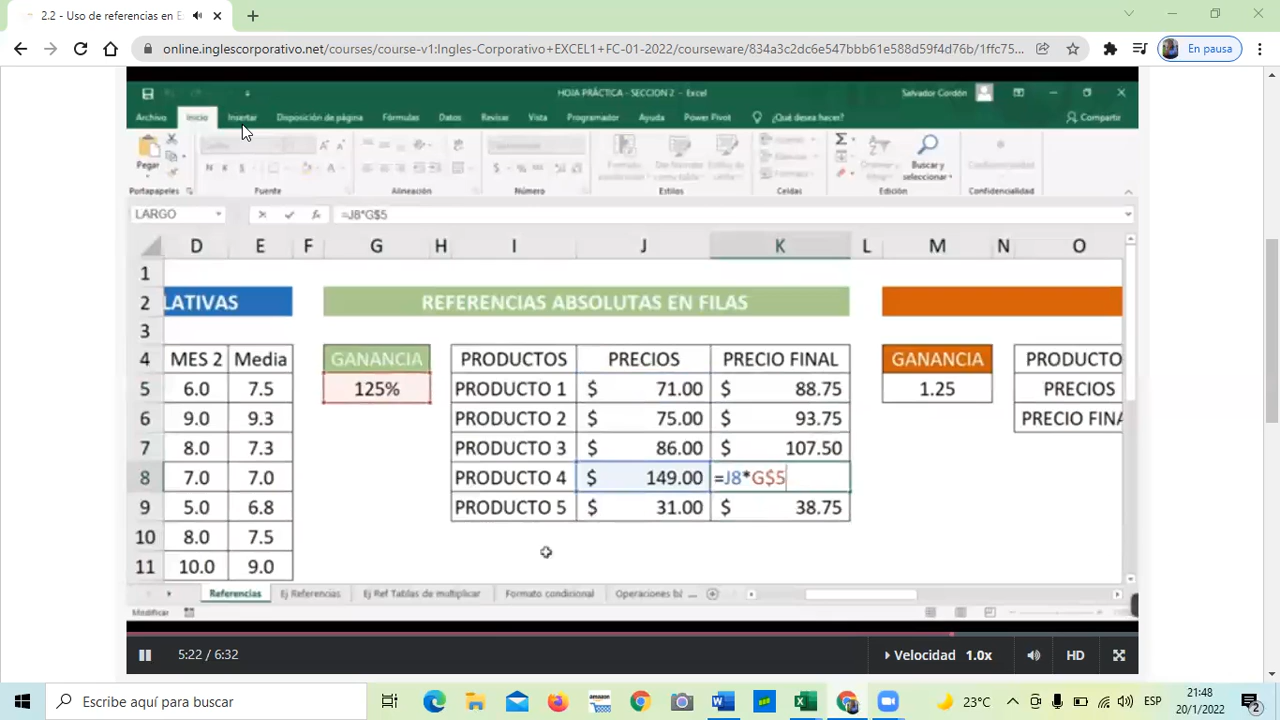 2.2 - Uso de referencias en E
online.inglescorporativo.net/courses/course-v1:Ingles-Corporativo+EXCEL1+FC-01-2022/courseware/834a3c2dc6e547bbb61e588d59f4d76b/1ffc75...
En pausa
HOJA PRÁCTICA - SECCION 2 - Excel
Salvador Cordón
Archivo Inicio Insertar Disposición de página Fórmulas Datos Revisar Vista Programador Ayuda Power Pivot ¿Qué desea hacer? Compartir
Pegar
Buscar y seleccionar
Portapapeles Fuente Alineación Número Estilos Celdas Edición Confidencialidad
LARGO =J8*G$5
D E F G H I J K L M N O
1
2 LATIVAS REFERENCIAS ABSOLUTAS EN FILAS
3
4 MES 2 Media GANANCIA PRODUCTOS PRECIOS PRECIO FINAL GANANCIA PRODUCTO
5 6.0 7.5 125% PRODUCTO 1 $ 71.00 $ 88.75 1.25 PRECIOS
6 9.0 9.3 PRODUCTO 2 $ 75.00 $ 93.75 PRECIO FINA
7 8.0 7.3 PRODUCTO 3 $ 86.00 $ 107.50
8 7.0 7.0 PRODUCTO 4 $ 149.00 =J8*G$5
9 5.0 6.8 PRODUCTO 5 $ 31.00 $ 38.75
10 8.0 7.5
11 10.0 9.0
Referencias Ej Referencias Ej Ref Tablas de multiplicar Formato condicional Operaciones bá ...
Modificar
5:22 / 6:32 Velocidad 1.0x HD
Escribe aquí para buscar
amazon
23°C
ESP
21:48
20/1/2022
2